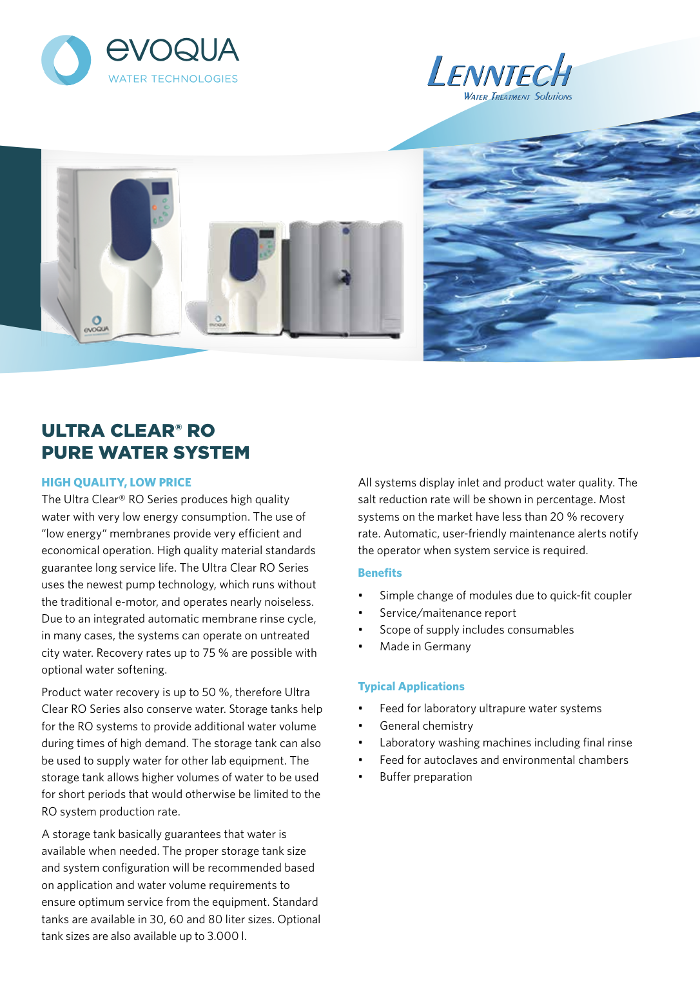 evoQUA
WATER TECHNOLOGIES
LENNTECH
WATER TREATMENT SOLUTIONS
evoQUA
evoQUA
ULTRA CLEAR® RO
PURE WATER SYSTEM
HIGH QUALITY, LOW PRICE
The Ultra Clear® RO Series produces high quality
water with very low energy consumption. The use of
“low energy“ membranes provide very efficient and
economical operation. High quality material standards
guarantee long service life. The Ultra Clear RO Series
uses the newest pump technology, which runs without
the traditional e-motor, and operates nearly noiseless.
Due to an integrated automatic membrane rinse cycle,
in many cases, the systems can operate on untreated
city water. Recovery rates up to 75 % are possible with
optional water softening.
Product water recovery is up to 50 %, therefore Ultra
Clear RO Series also conserve water. Storage tanks help
for the RO systems to provide additional water volume
during times of high demand. The storage tank can also
be used to supply water for other lab equipment. The
storage tank allows higher volumes of water to be used
for short periods that would otherwise be limited to the
RO system production rate.
A storage tank basically guarantees that water is
available when needed. The proper storage tank size
and system configuration will be recommended based
on application and water volume requirements to
ensure optimum service from the equipment. Standard
tanks are available in 30, 60 and 80 liter sizes. Optional
tank sizes are also available up to 3.000 l.
All systems display inlet and product water quality. The
salt reduction rate will be shown in percentage. Most
systems on the market have less than 20 % recovery
rate. Automatic, user-friendly maintenance alerts notify
the operator when system service is required.
Benefits
• Simple change of modules due to quick-fit coupler
• Service/maitenance report
• Scope of supply includes consumables
• Made in Germany
Typical Applications
• Feed for laboratory ultrapure water systems
• General chemistry
• Laboratory washing machines including final rinse
• Feed for autoclaves and environmental chambers
• Buffer preparation